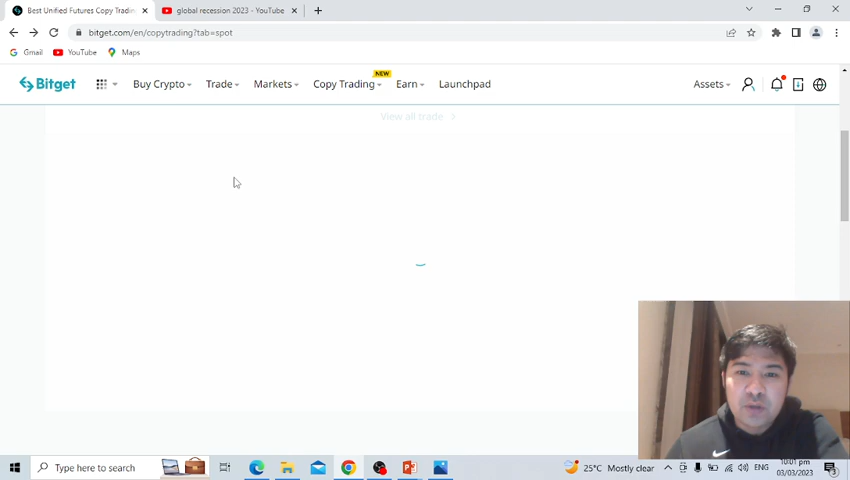 Best Unified Futures Copy Tradin
global recession 2023 - YouTube
bitget.com/en/copytrading?tab=spot
Gmail YouTube Maps
Bitget Buy Crypto Trade Markets Copy Trading NEW Earn Launchpad Assets
View all trade
Type here to search
25°C Mostly clear
ENG
10:01 pm
03/03/2023
3